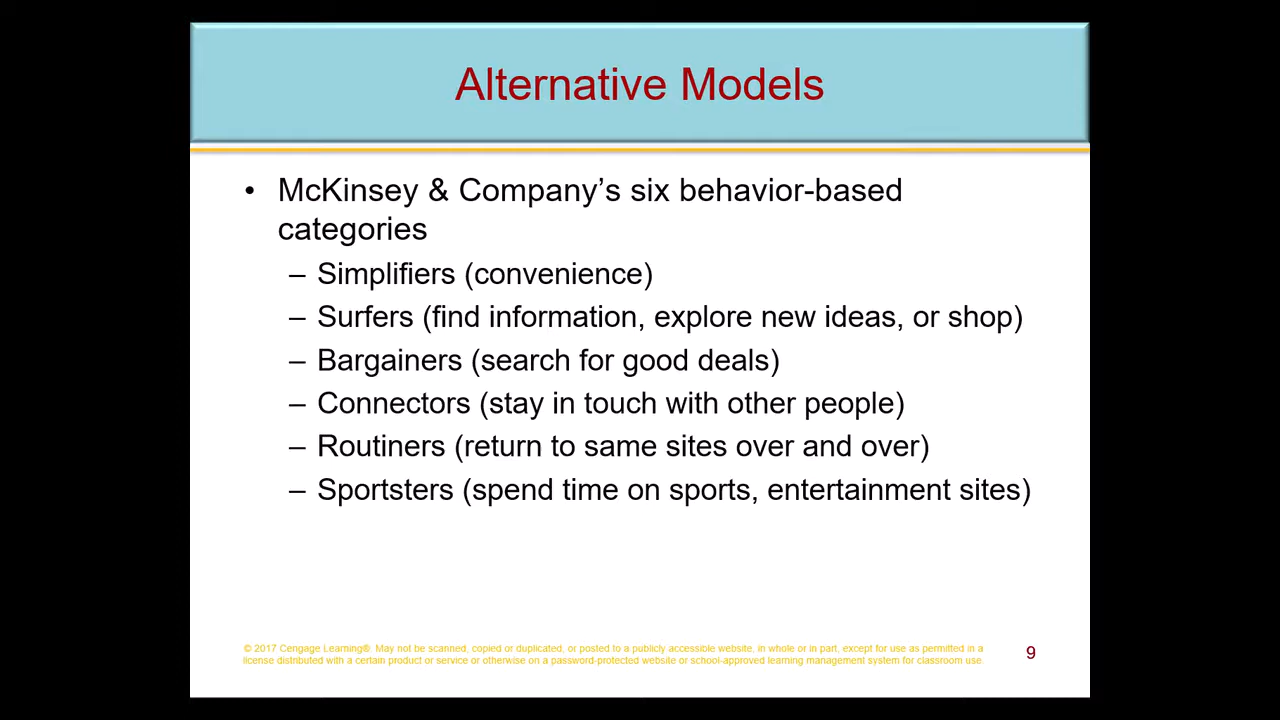 Alternative Models
• McKinsey & Company’s six behavior-based
categories
– Simplifiers (convenience)
– Surfers (find information, explore new ideas, or shop)
– Bargainers (search for good deals)
– Connectors (stay in touch with other people)
– Routiners (return to same sites over and over)
– Sportsters (spend time on sports, entertainment sites)
© 2017 Cengage Learning® May not be scanned, copied or duplicated, or posted to a publicly accessible website, in whole or in part, except for use as permitted in a
license distributed with a certain product or service or otherwise on a password-protected website or school-approved learning management system for classroom use.
9